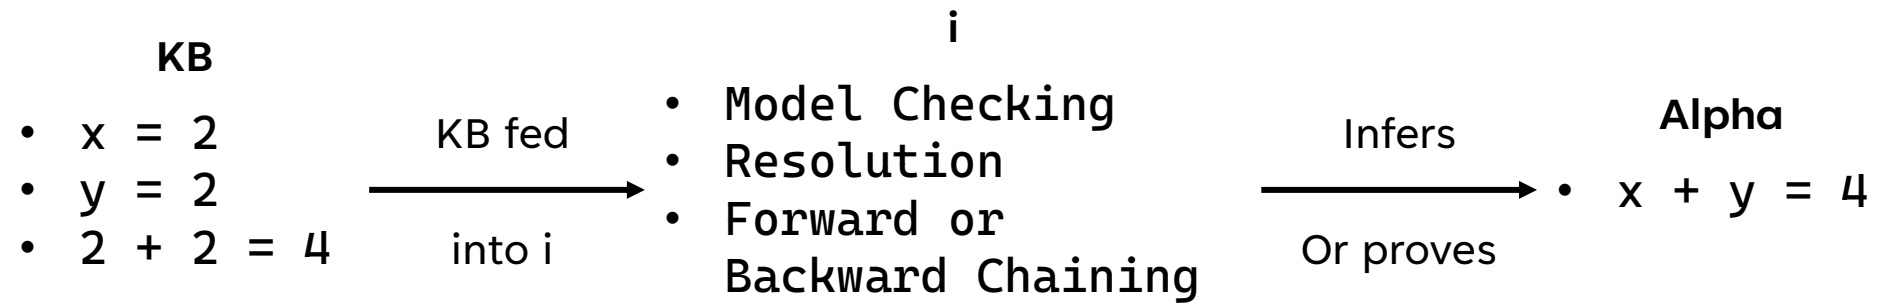 KB
• x = 2
• y = 2
• 2 + 2 = 4
KB fed
into i
i
• Model Checking
• Resolution
• Forward or
Backward Chaining
Infers
Or proves
Alpha
• x + y = 4